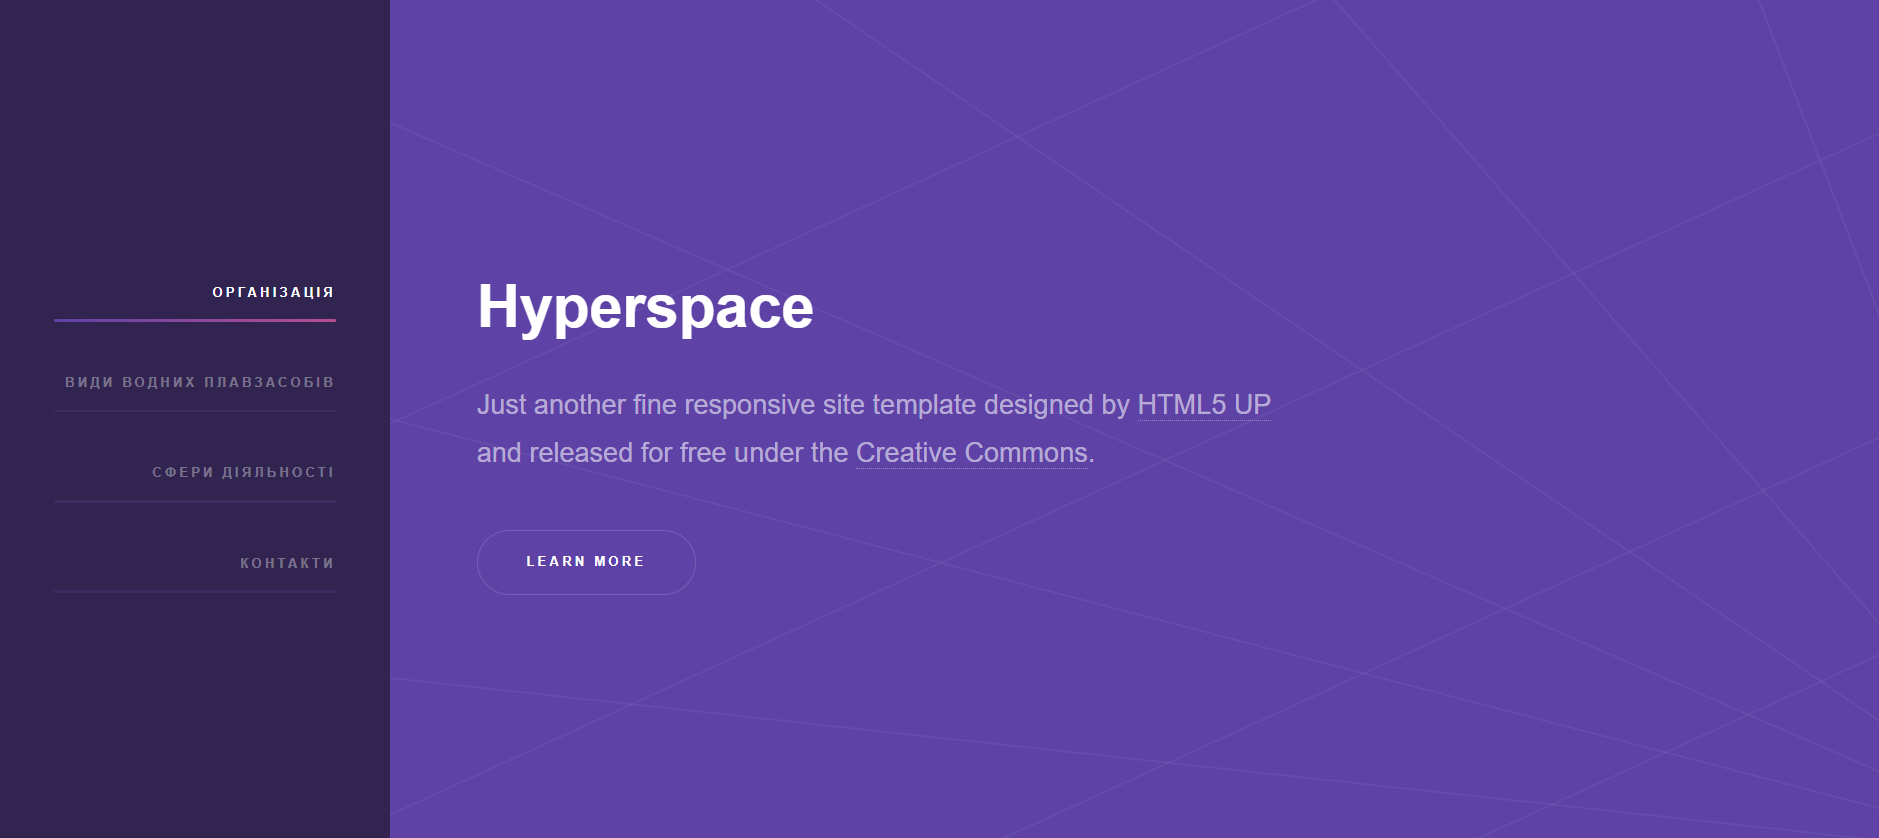 ОРГАНІЗАЦІЯ
ВИДИ ВОДНИХ ПЛАВЗАСОБІВ
СФЕРИ ДІЯЛЬНОСТІ
КОНТАКТИ
Hyperspace
Just another fine responsive site template designed by HTML5 UP
and released for free under the Creative Commons.
LEARN MORE